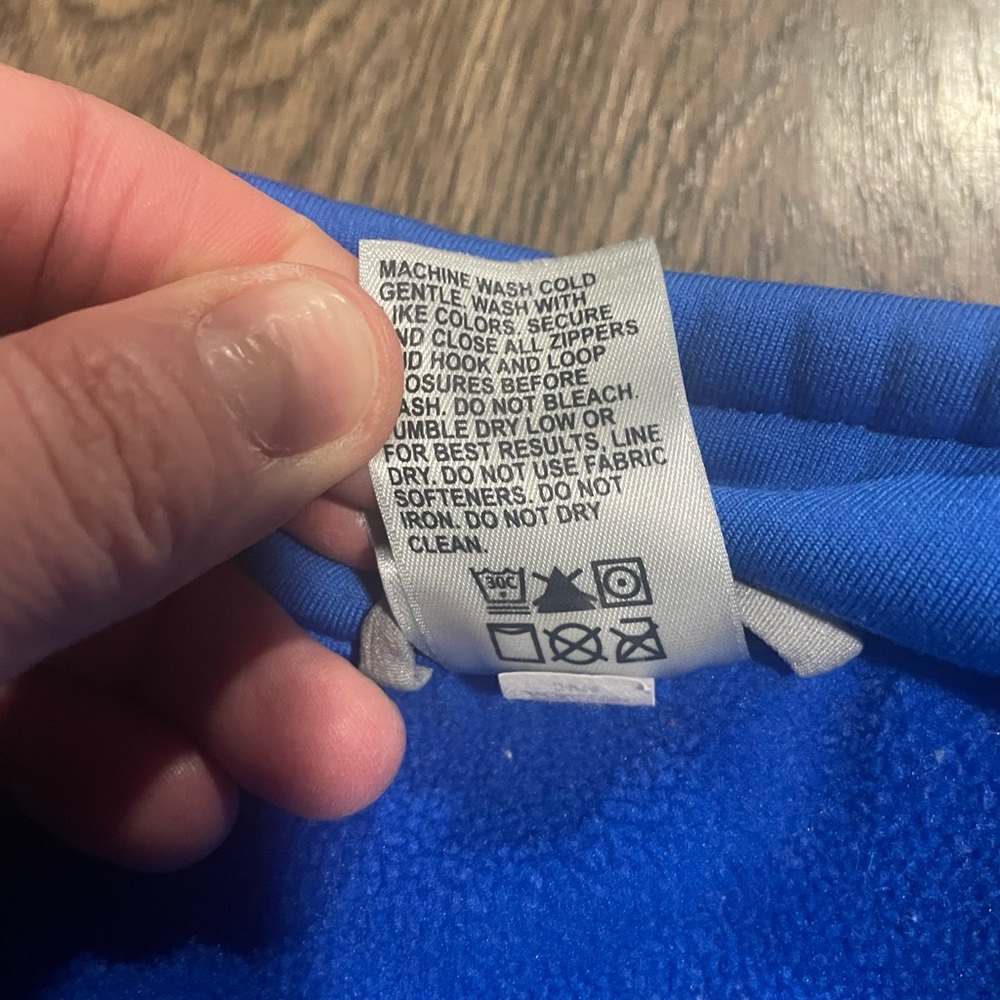 MACHINE WASH COLD
GENTLE, WASH WITH
IKE COLORS, SECURE
ND CLOSE ALL ZIPPERS
ND HOOK AND LOOP
OSURES BEFORE
ASH. DO NOT BLEACH.
UMBLE DRY LOW OR
FOR BEST RESULTS, LINE
DRY. DO NOT USE FABRIC
SOFTENERS. DO NOT
IRON. DO NOT DRY
CLEAN.
30C